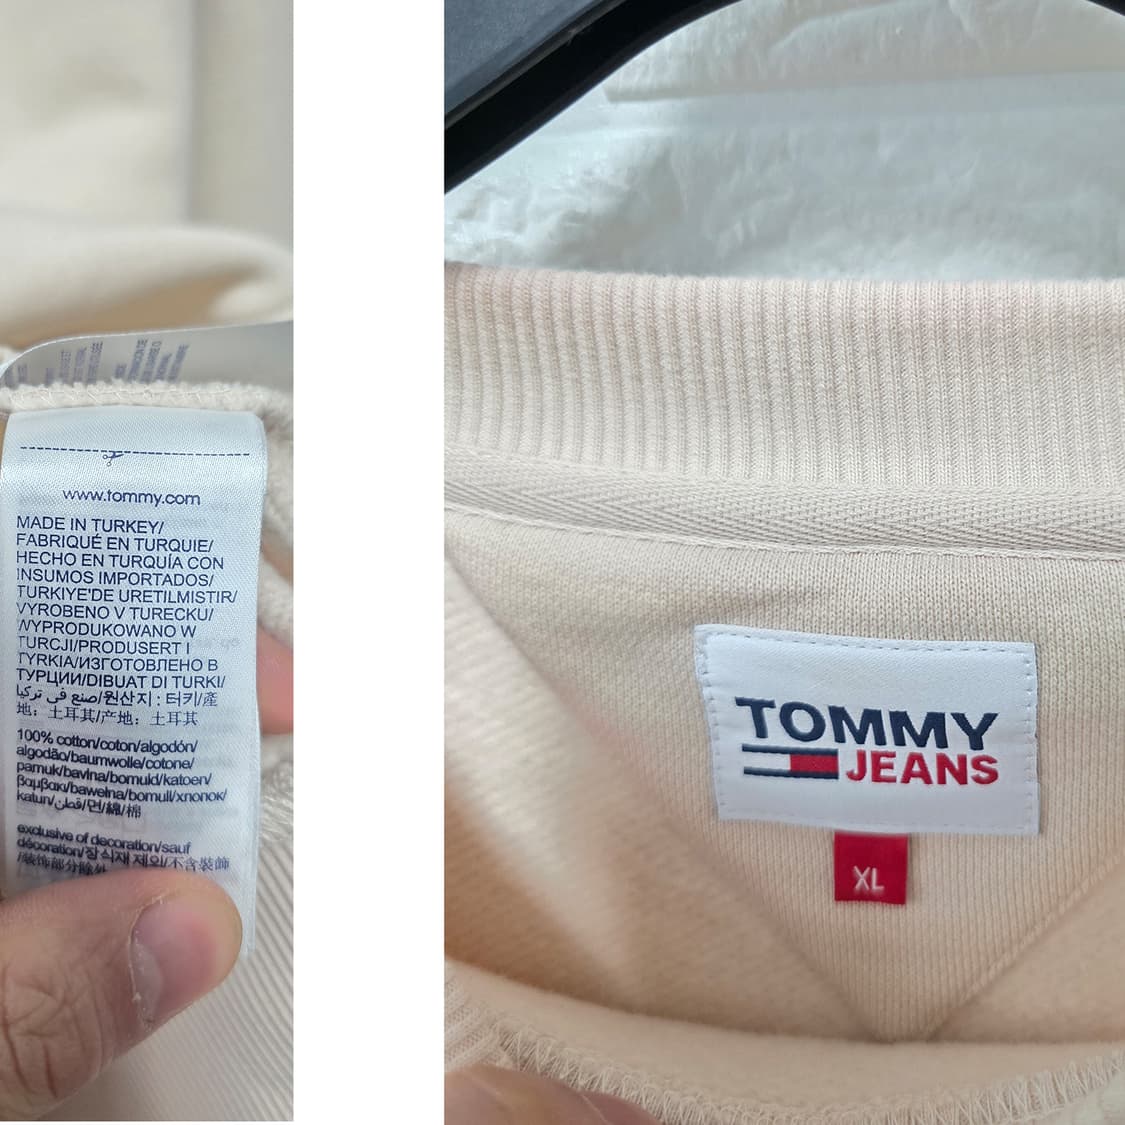 www.tommy.com
MADE IN TURKEY/
FABRIQUÉ EN TURQUIE/
HECHO EN TURQUÍA CON
INSUMOS IMPORTADOS/
TURKIYE'DE URETILMISTIR/
VYROBENO V TURECKU/
WYPRODUKOWANO W
TURCJI/PRODUSERT I
TYRKIA/ИЗГОТОВЛЕНО В
ТУРЦИИ/DIBUAT DI TURKI/
صنع في تركيا/원산지 : 터키/產
地：土耳其/产地：土耳其
100% cotton/coton/algodón/
algodão/baumwolle/cotone/
pamuk/bavlna/bomuld/katoen/
βαμβακι/bawełna/bomull/хлопок/
katun/قطن/면/綿/棉
exclusive of decoration/sauf
décoration/장식재 제외/不含裝飾
/装饰部分除外
TOMMY
JEANS
XL